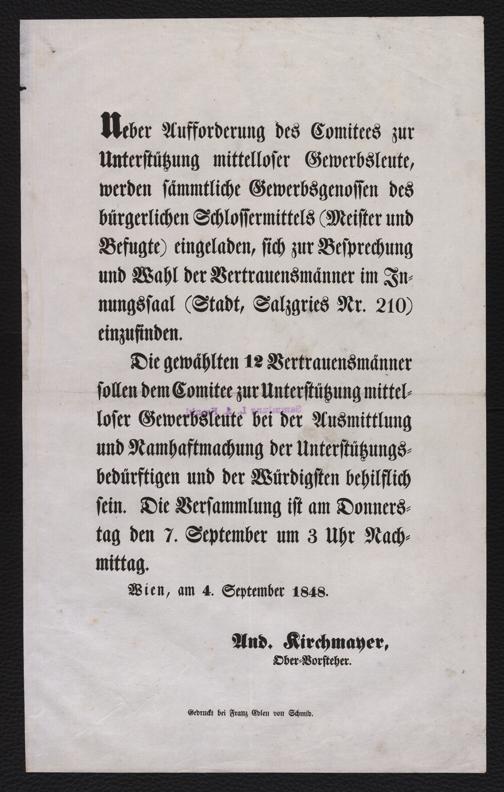 Ueber Aufforderung des Comitees zur
Unterstützung mittelloser Gewerbsleute,
werden sämmtliche Gewerbsgenossen des
bürgerlichen Schlossermittels (Meister und
Befugte) eingeladen, sich zur Besprechung
und Wahl der Vertrauensmänner im In-
nungssaal (Stadt, Salzgries Nr. 210)
einzufinden.
Die gewählten 12 Vertrauensmänner
sollen dem Comitee zur Unterstützung mittel-
loser Gewerbsleute bei der Ausmittlung
und Namhaftmachung der Unterstützungs-
bedürftigen und der Würdigsten behilflich
sein. Die Versammlung ist am Donners-
tag den 7. September um 3 Uhr Nach-
mittag.
Wien, am 4. September 1848.
And. Kirchmayer,
Ober-Vorsteher.
Gedruckt bei Franz Edlen von Schmid.